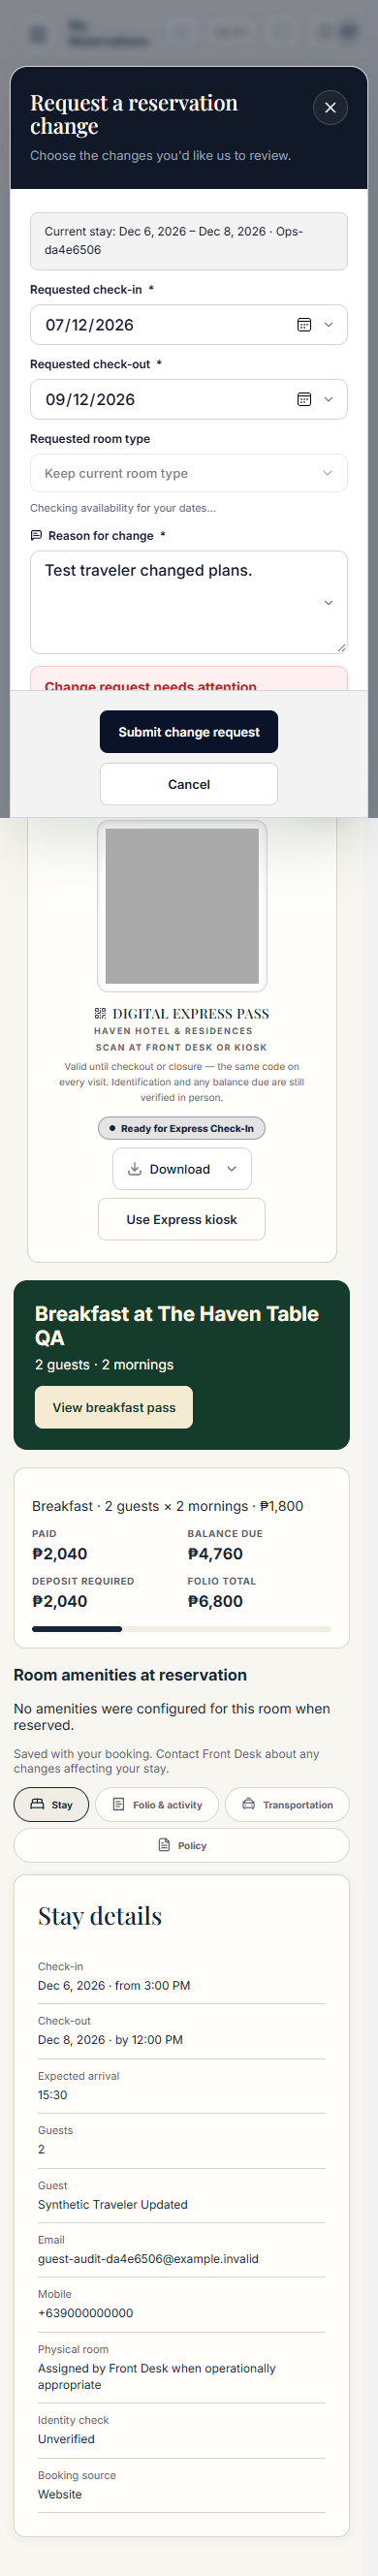 Request a reservation
change
Choose the changes you'd like us to review.
Current stay: Dec 6, 2026 – Dec 8, 2026 · Ops-
da4e6506
Requested check-in *
07/12/2026
Requested check-out *
09/12/2026
Requested room type
Keep current room type
Checking availability for your dates...
Reason for change *
Test traveler changed plans.
Change request needs attention
Submit change request
Cancel
DIGITAL EXPRESS PASS
HAVEN HOTEL & RESIDENCES
SCAN AT FRONT DESK OR KIOSK
Valid until checkout or closure — the same code on
every visit. Identification and any balance due are still
verified in person.
Ready for Express Check-In
Download
Use Express kiosk
Breakfast at The Haven Table
QA
2 guests · 2 mornings
View breakfast pass
Breakfast · 2 guests × 2 mornings · ₱1,800
PAID
₱2,040
BALANCE DUE
₱4,760
DEPOSIT REQUIRED
₱2,040
FOLIO TOTAL
₱6,800
Room amenities at reservation
No amenities were configured for this room when
reserved.
Saved with your booking. Contact Front Desk about any
changes affecting your stay.
Stay
Folio & activity
Transportation
Policy
Stay details
Check-in
Dec 6, 2026 · from 3:00 PM
Check-out
Dec 8, 2026 · by 12:00 PM
Expected arrival
15:30
Guests
2
Guest
Synthetic Traveler Updated
Email
guest-audit-da4e6506@example.invalid
Mobile
+639000000000
Physical room
Assigned by Front Desk when operationally
appropriate
Identity check
Unverified
Booking source
Website